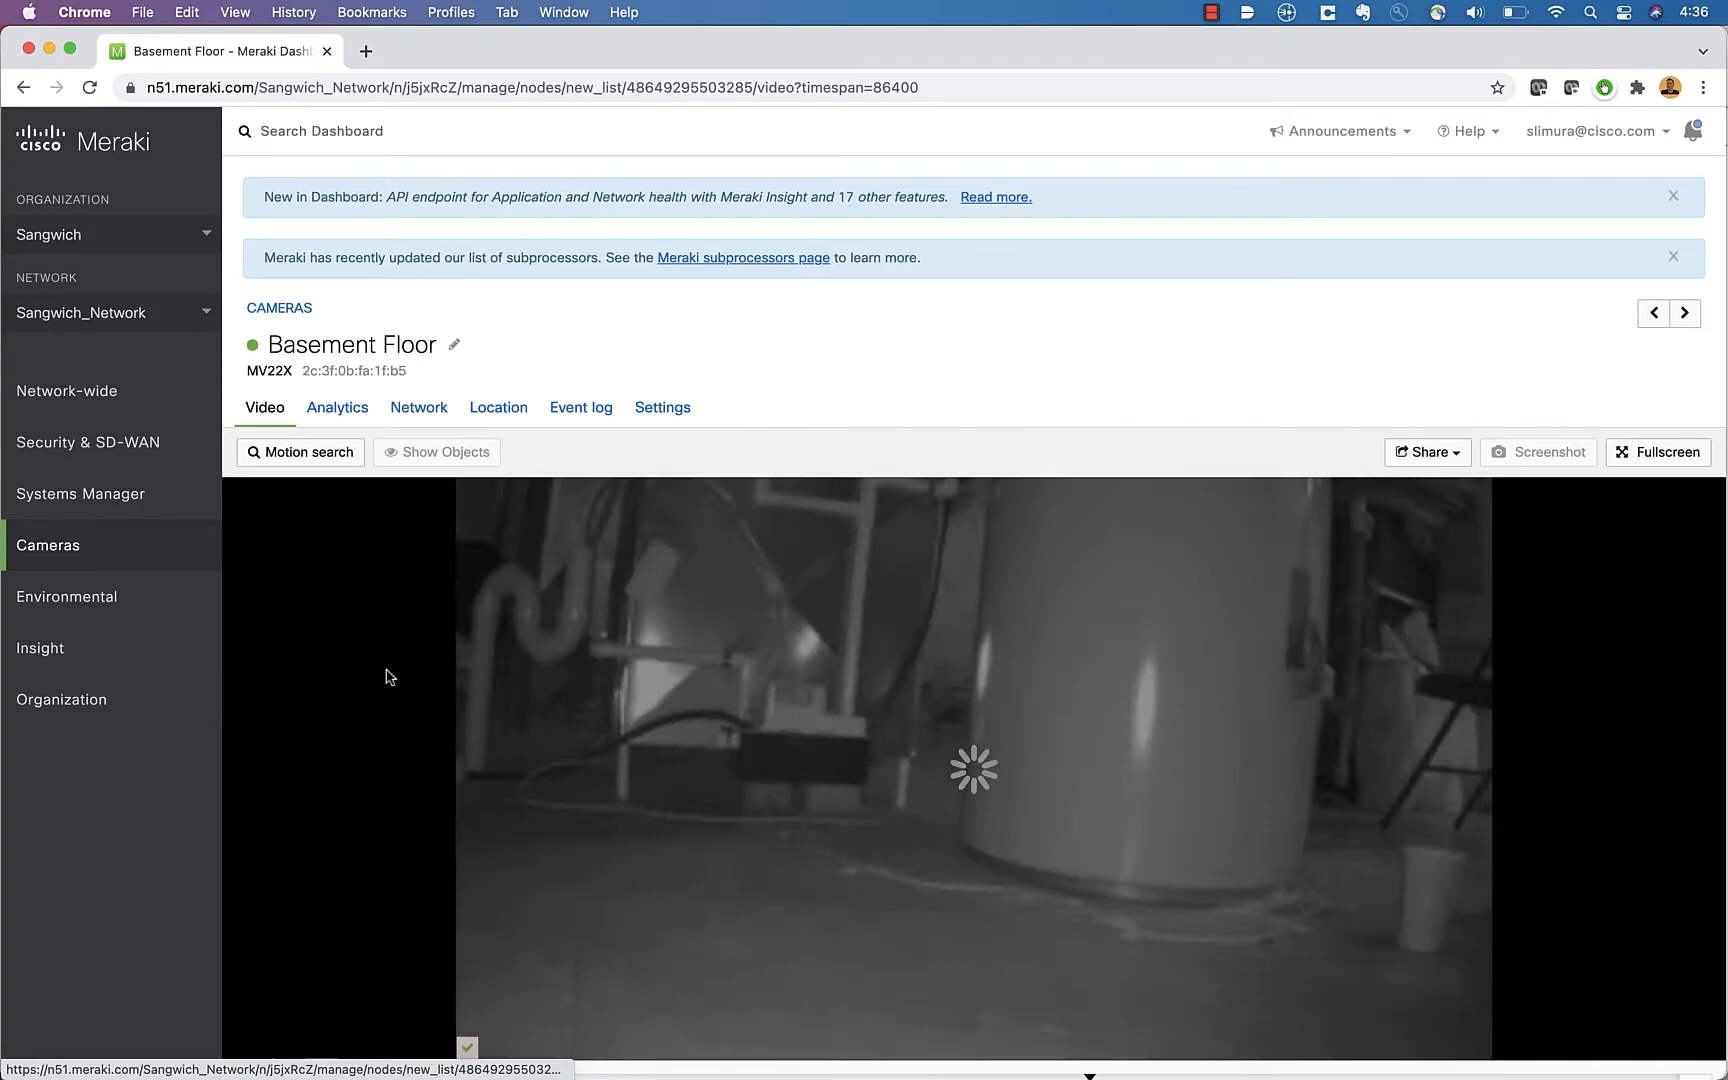 Chrome File Edit View History Bookmarks Profiles Tab Window Help 4:36
Basement Floor - Meraki Dash
n51.meraki.com/Sangwich_Network/n/j5jxRcZ/manage/nodes/new_list/48649295503285/video?timespan=86400
cisco Meraki
Search Dashboard
Announcements
Help
slimura@cisco.com
ORGANIZATION
Sangwich
NETWORK
Sangwich_Network
Network-wide
Security & SD-WAN
Systems Manager
Cameras
Environmental
Insight
Organization
New in Dashboard: API endpoint for Application and Network health with Meraki Insight and 17 other features. Read more.
Meraki has recently updated our list of subprocessors. See the Meraki subprocessors page to learn more.
CAMERAS
Basement Floor
MV22X 2c:3f:0b:fa:1f:b5
Video Analytics Network Location Event log Settings
Motion search Show Objects Share Screenshot Fullscreen
https://n51.meraki.com/Sangwich_Network/n/j5jxRcZ/manage/nodes/new_list/486492955032...